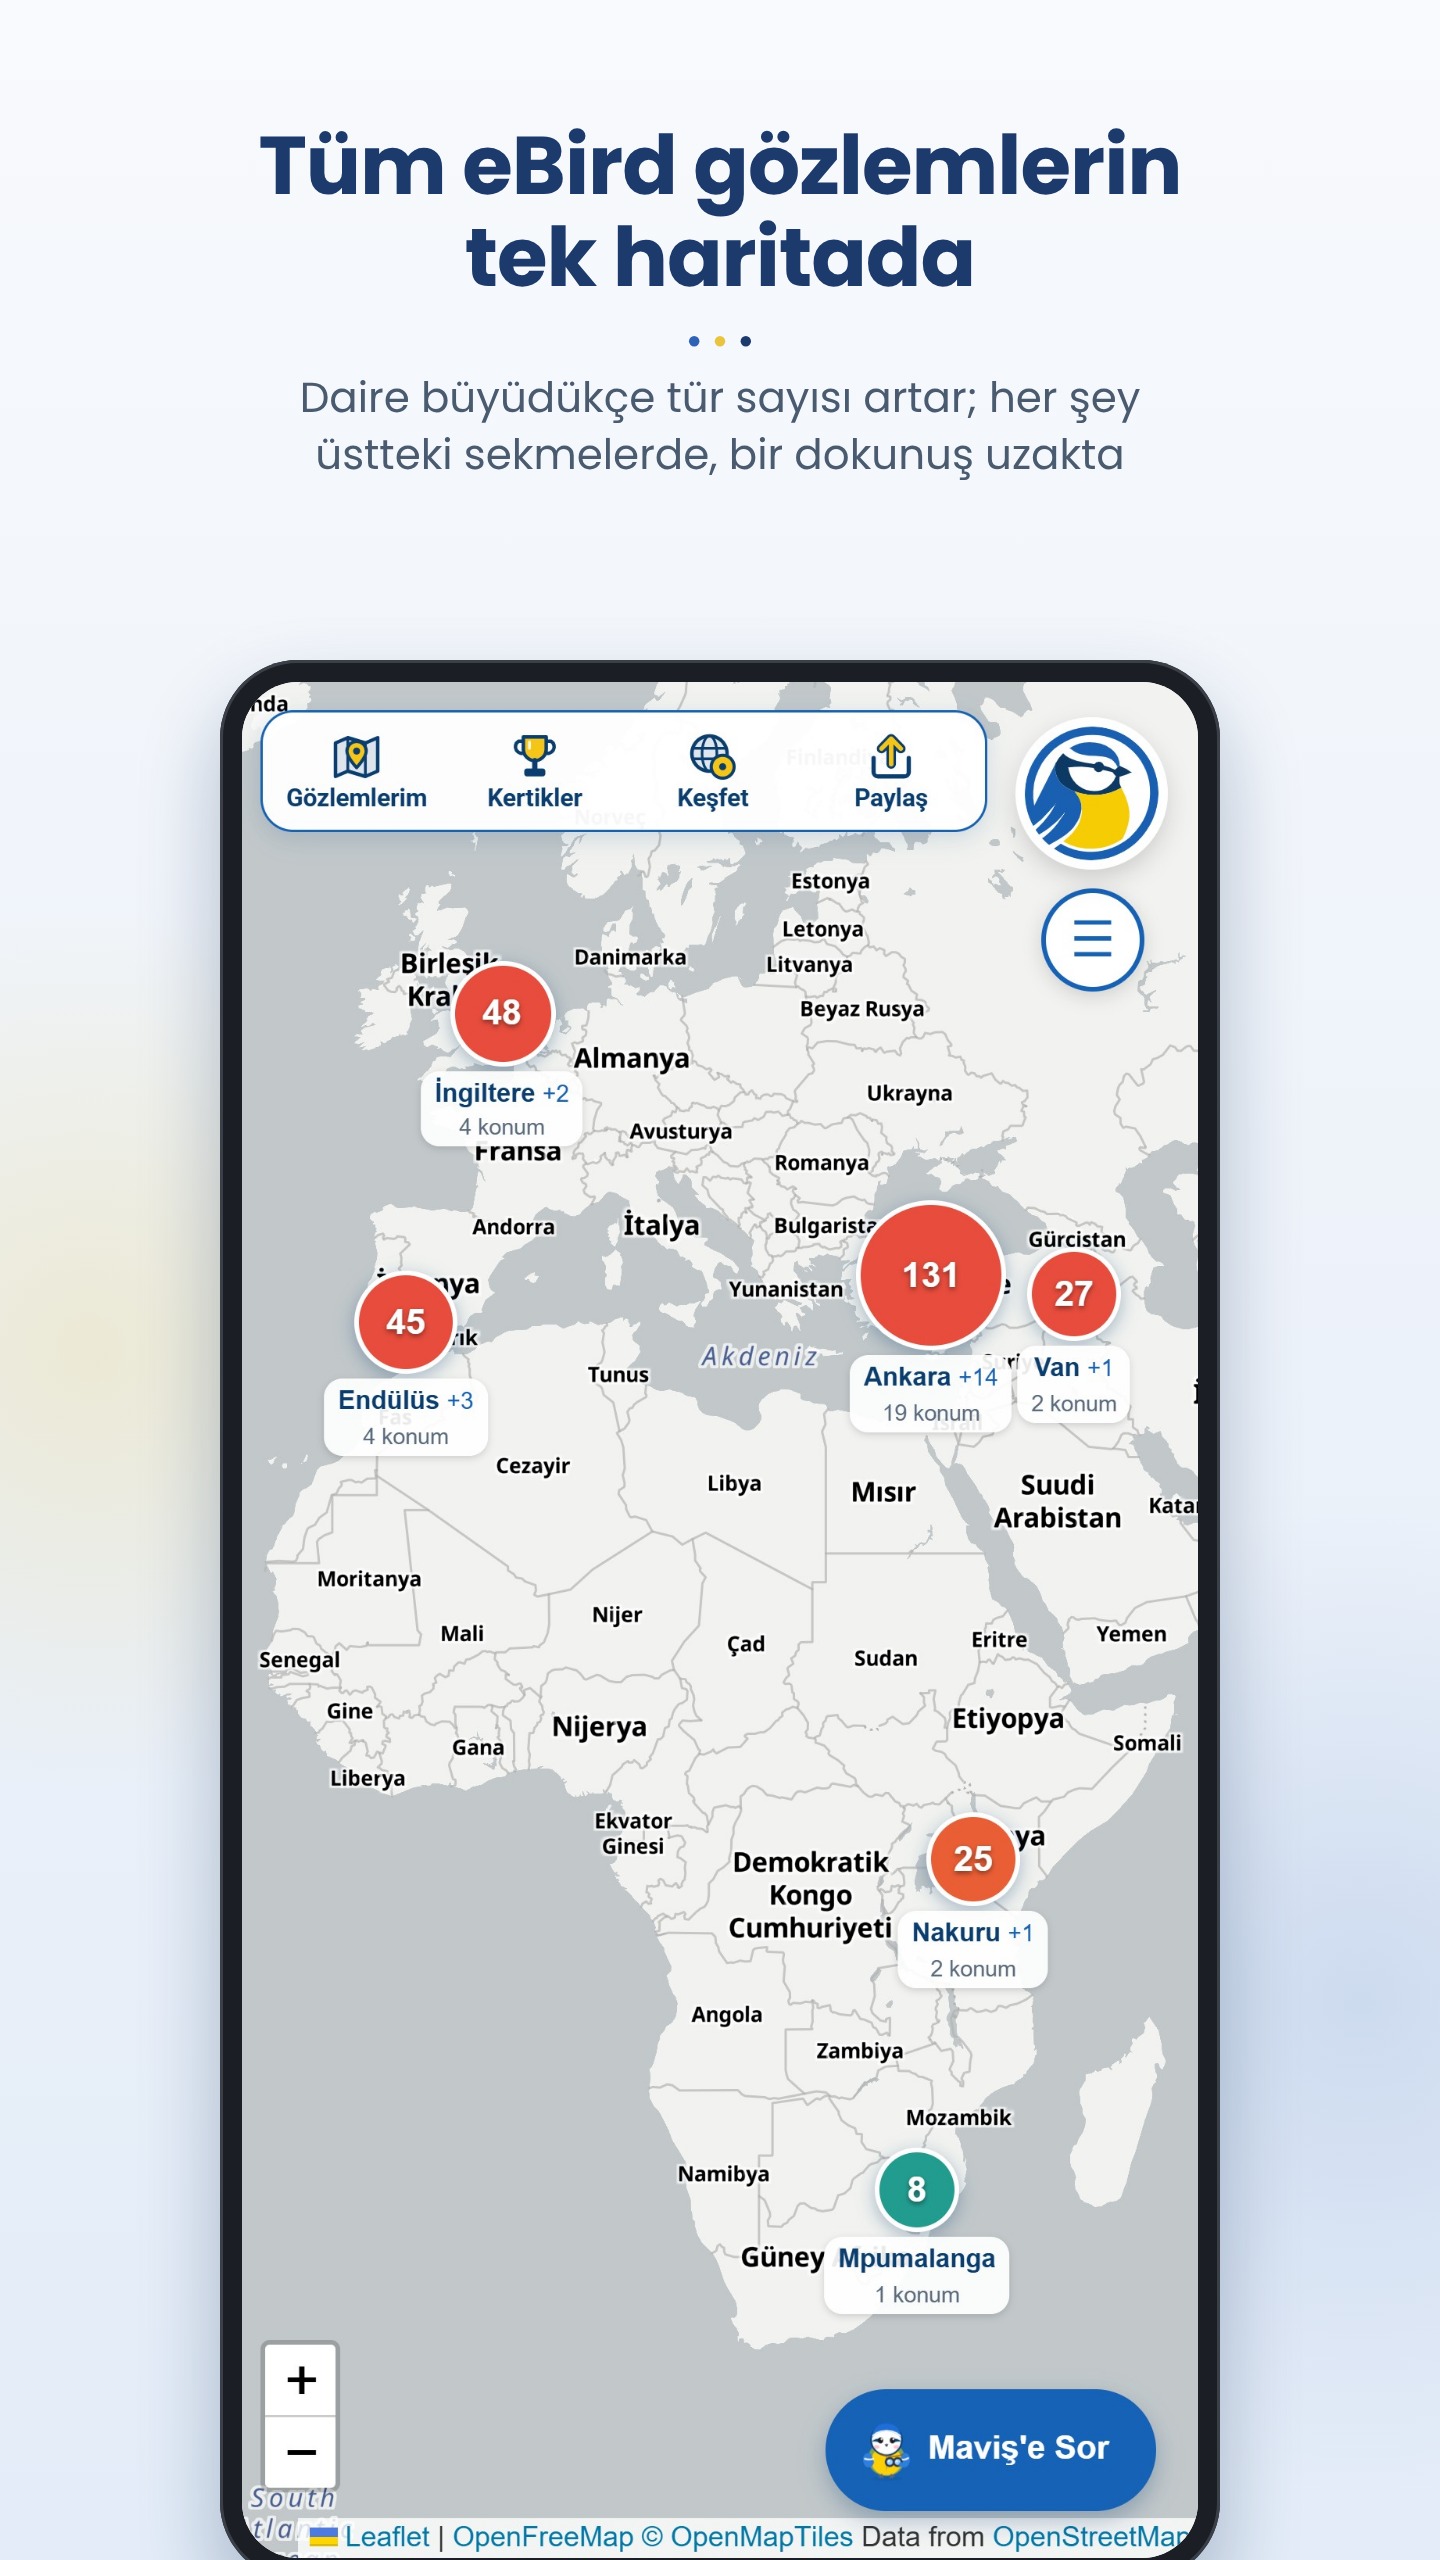 Tüm eBird gözlemlerin
tek haritada
Daire büyüdükçe tür sayısı artar; her şey
üstteki sekmelerde, bir dokunuş uzakta
Gözlemlerim
Kertikler
Keşfet
Paylaş
Norveç
Estonya
Letonya
Litvanya
Danimarka
Birleşik
Beyaz Rusya
48
Almanya
Ukrayna
İngiltere +2
4 konum
Avusturya
Fransa
Romanya
Andorra
İtalya
Gürcistan
131
27
Yunanistan
45
Akdeniz
Tunus
Ankara +14
19 konum
Van +1
2 konum
Endülüs +3
Fas
4 konum
Cezayir
Libya
Mısır
Suudi
Arabistan
Moritanya
Nijer
Mali
Çad
Eritre
Yemen
Senegal
Sudan
Gine
Nijerya
Etiyopya
Gana
Somali
Liberya
Ekvator
Ginesi
25
Demokratik
Kongo
Cumhuriyeti
Nakuru +1
2 konum
Angola
Zambiya
Mozambik
Namibya
8
Güney
Mpumalanga
1 konum
+
−
Maviş'e Sor
South
Leaflet | OpenFreeMap © OpenMapTiles Data from OpenStreetMap